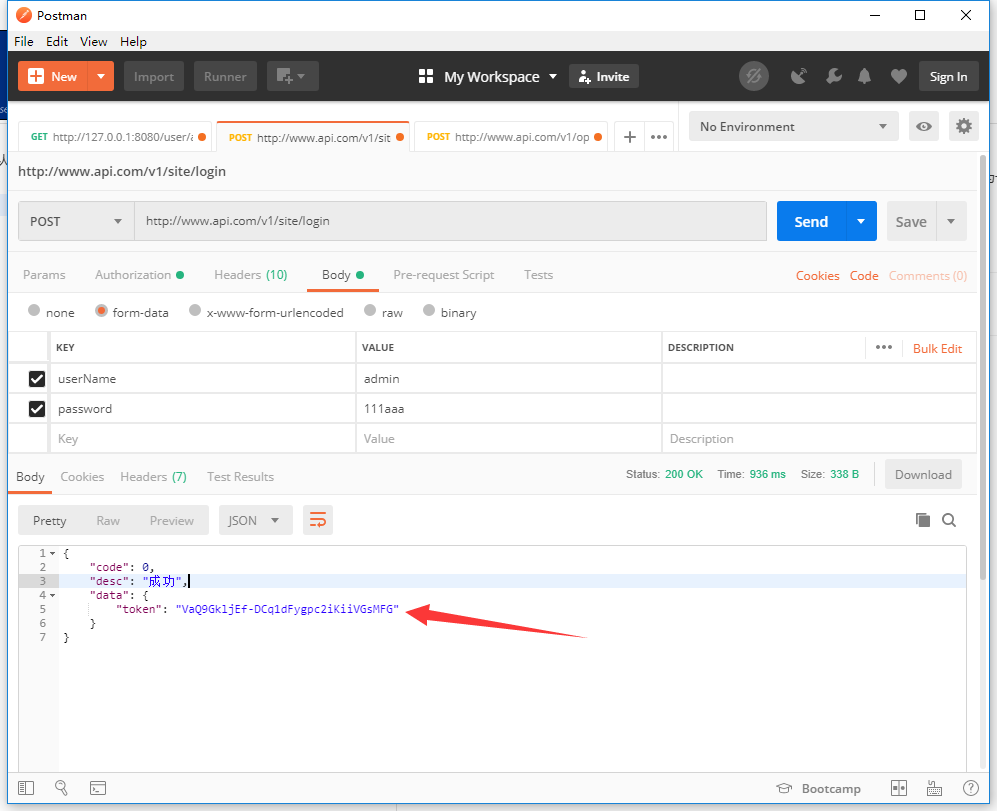 Postman
File Edit View Help
New Import Runner My Workspace Invite Sign In
GET http://127.0.0.1:8080/user/a POST http://www.api.com/v1/sit POST http://www.api.com/v1/op No Environment
http://www.api.com/v1/site/login
POST http://www.api.com/v1/site/login Send Save
Params Authorization Headers (10) Body Pre-request Script Tests Cookies Code Comments (0)
none form-data x-www-form-urlencoded raw binary
KEY VALUE DESCRIPTION Bulk Edit
userName admin
password 111aaa
Key Value Description
Body Cookies Headers (7) Test Results Status: 200 OK Time: 936 ms Size: 338 B Download
Pretty Raw Preview JSON
1 {
2 "code": 0,
3 "desc": "成功",
4 "data": {
5 "token": "VaQ9GkljEf-DCq1dFygpc2iKiiVGsMFG"
6 }
7 }
Bootcamp